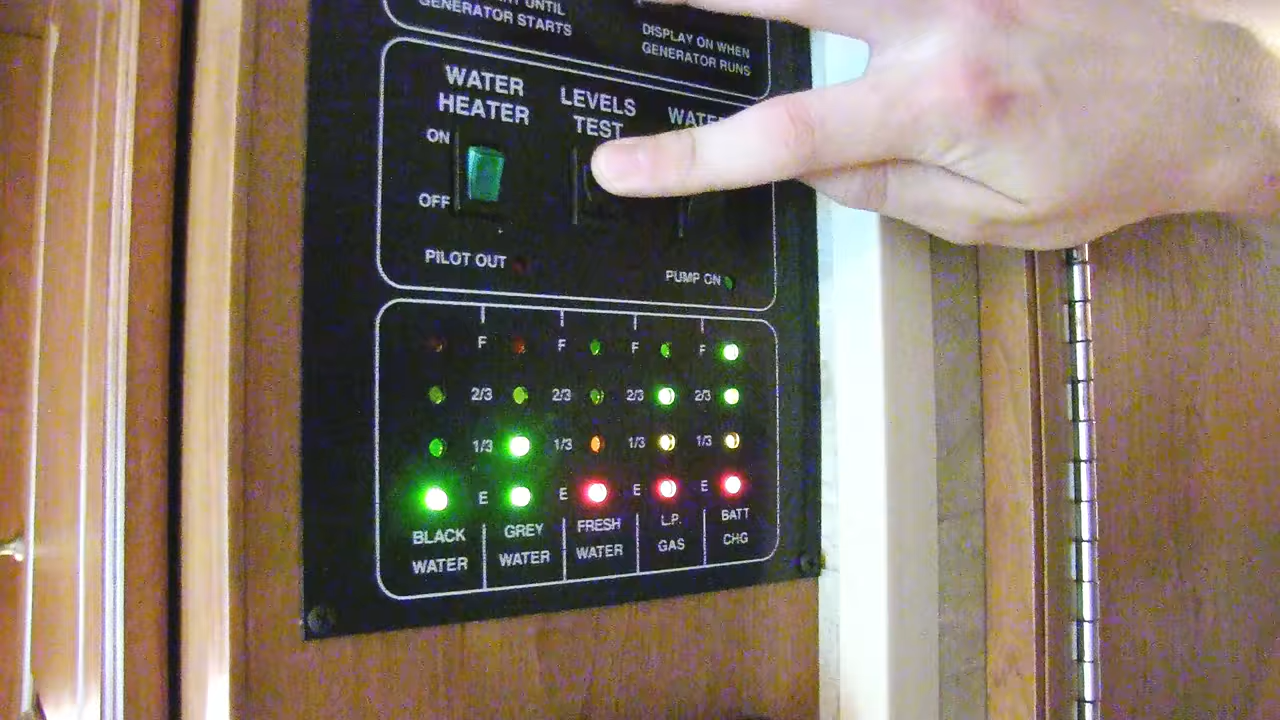 UNTIL
GENERATOR STARTS
DISPLAY ON WHEN
GENERATOR RUNS
WATER
HEATER
LEVELS
TEST
ON
OFF
PILOT OUT
PUMP ON
F F F F
2/3 2/3 2/3 2/3
1/3 1/3 1/3 1/3
E E E E
BLACK
WATER
GREY
WATER
FRESH
WATER
L.P.
GAS
BATT
CHG